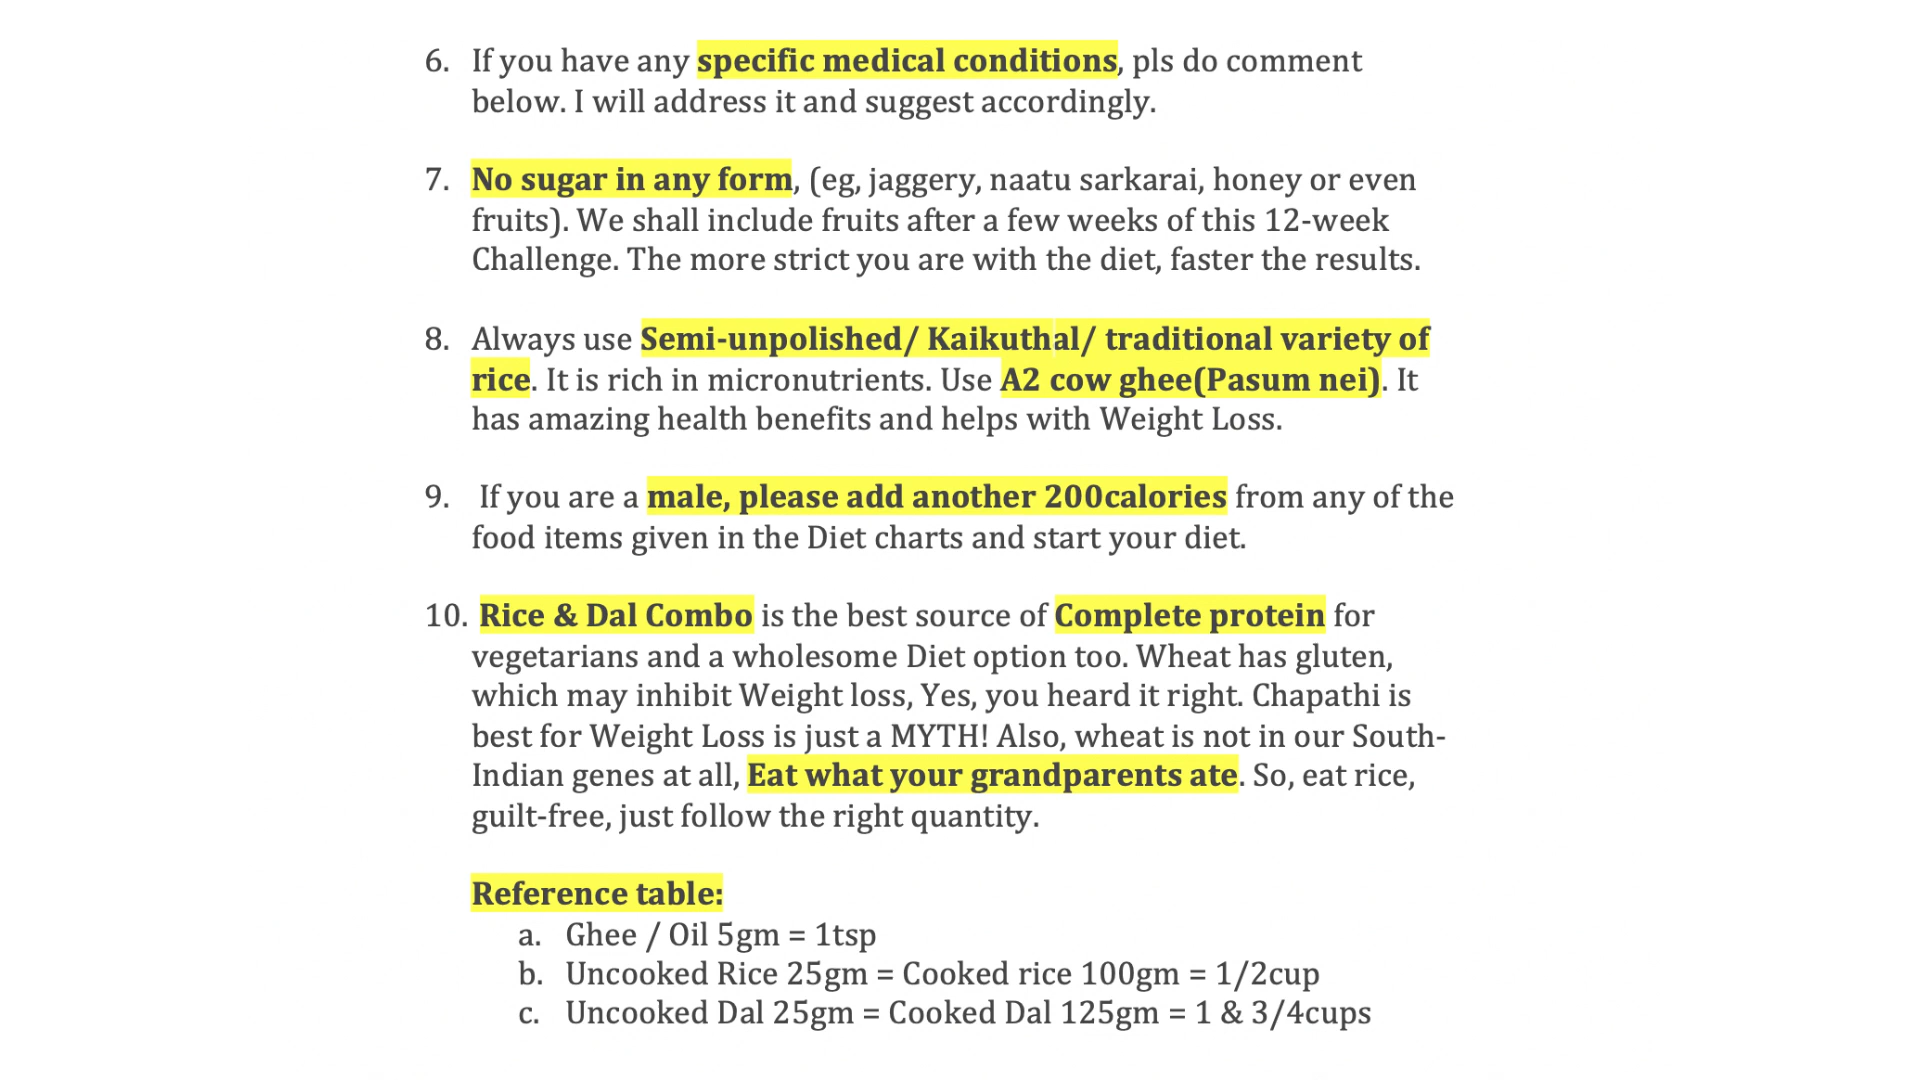 6. If you have any specific medical conditions, pls do comment
below. I will address it and suggest accordingly.
7. No sugar in any form, (eg, jaggery, naatu sarkarai, honey or even
fruits). We shall include fruits after a few weeks of this 12-week
Challenge. The more strict you are with the diet, faster the results.
8. Always use Semi-unpolished/ Kaikuthal/ traditional variety of
rice. It is rich in micronutrients. Use A2 cow ghee(Pasum nei). It
has amazing health benefits and helps with Weight Loss.
9. If you are a male, please add another 200calories from any of the
food items given in the Diet charts and start your diet.
10. Rice & Dal Combo is the best source of Complete protein for
vegetarians and a wholesome Diet option too. Wheat has gluten,
which may inhibit Weight loss, Yes, you heard it right. Chapathi is
best for Weight Loss is just a MYTH! Also, wheat is not in our South-
Indian genes at all, Eat what your grandparents ate. So, eat rice,
guilt-free, just follow the right quantity.
Reference table:
a. Ghee / Oil 5gm = 1tsp
b. Uncooked Rice 25gm = Cooked rice 100gm = 1/2cup
c. Uncooked Dal 25gm = Cooked Dal 125gm = 1 & 3/4cups